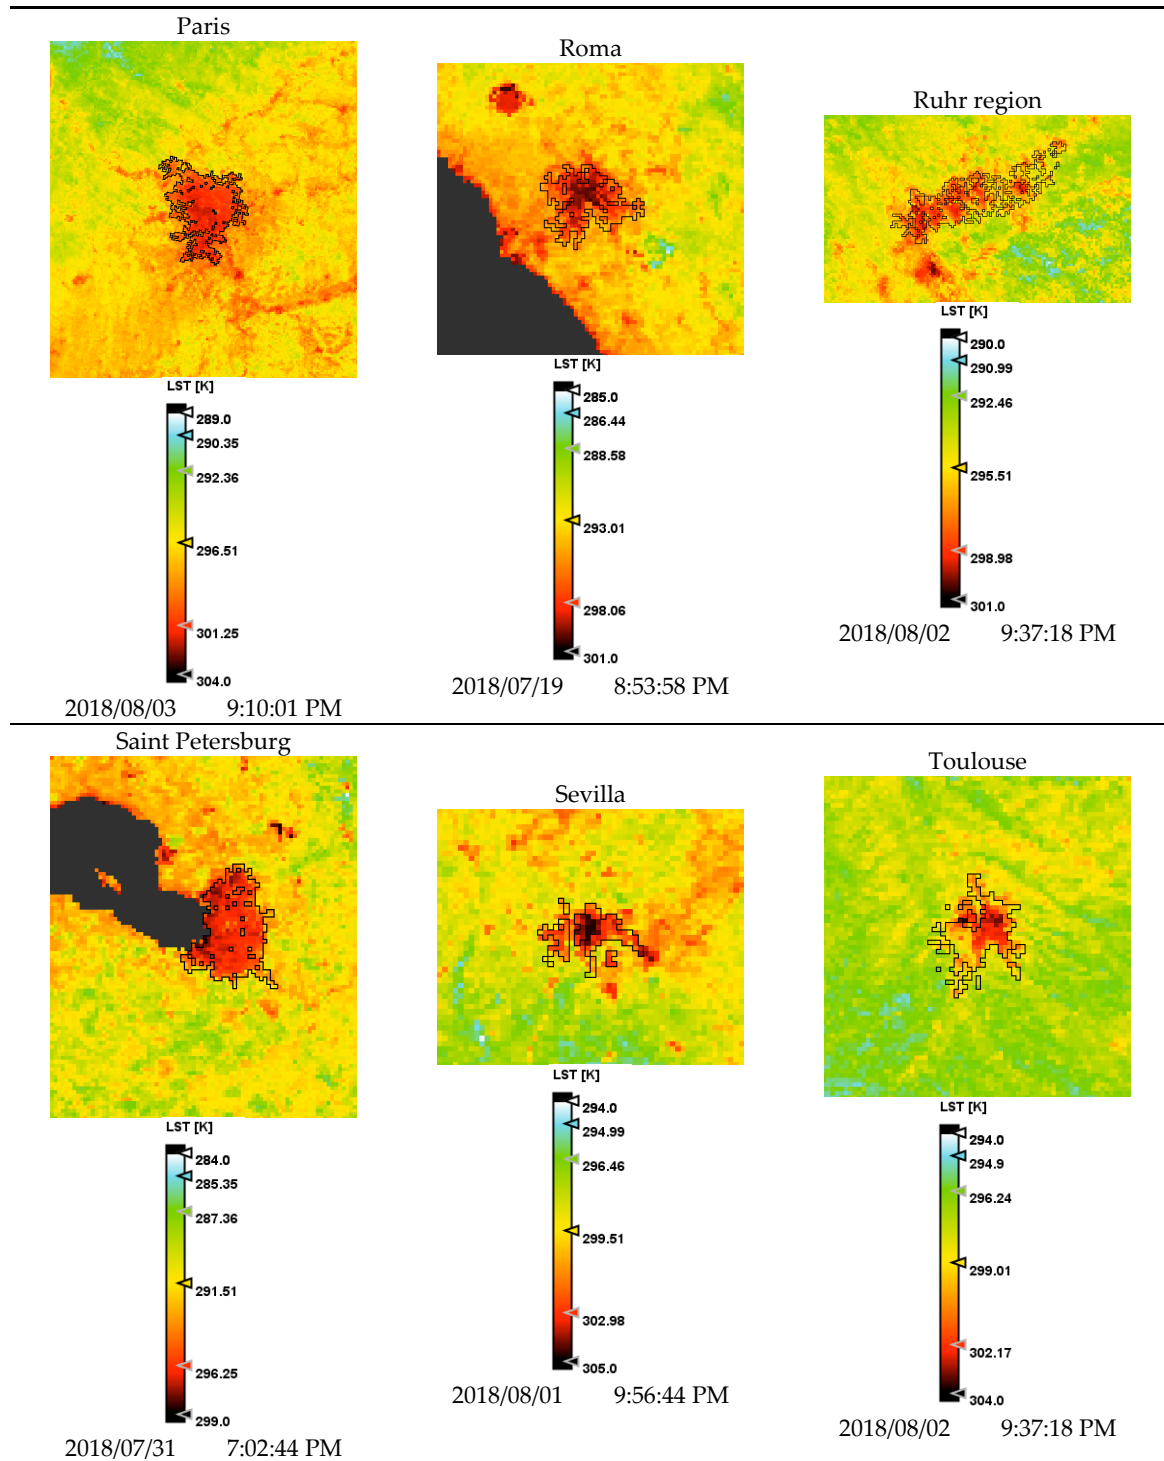 Paris
LST [K]
289.0
290.35
292.36
296.51
301.25
304.0
2018/08/03 9:10:01 PM
Roma
LST [K]
285.0
286.44
288.58
293.01
298.06
301.0
2018/07/19 8:53:58 PM
Ruhr region
LST [K]
290.0
290.99
292.46
295.51
298.98
301.0
2018/08/02 9:37:18 PM
Saint Petersburg
LST [K]
284.0
285.35
287.36
291.51
296.25
299.0
2018/07/31 7:02:44 PM
Sevilla
LST [K]
294.0
294.99
296.46
299.51
302.98
305.0
2018/08/01 9:56:44 PM
Toulouse
LST [K]
294.0
294.9
296.24
299.01
302.17
304.0
2018/08/02 9:37:18 PM